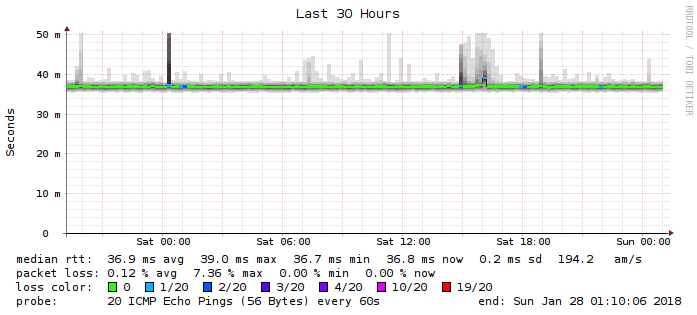 Last 30 Hours
RRDTOOL / TOBI OETIKER
Seconds
50 m
40 m
30 m
20 m
10 m
0
Sat 00:00 Sat 06:00 Sat 12:00 Sat 18:00 Sun 00:00
median rtt: 36.9 ms avg 39.0 ms max 36.7 ms min 36.8 ms now 0.2 ms sd 194.2 am/s
packet loss: 0.12 % avg 7.36 % max 0.00 % min 0.00 % now
loss color: 0 1/20 2/20 3/20 4/20 10/20 19/20
probe: 20 ICMP Echo Pings (56 Bytes) every 60s end: Sun Jan 28 01:10:06 2018